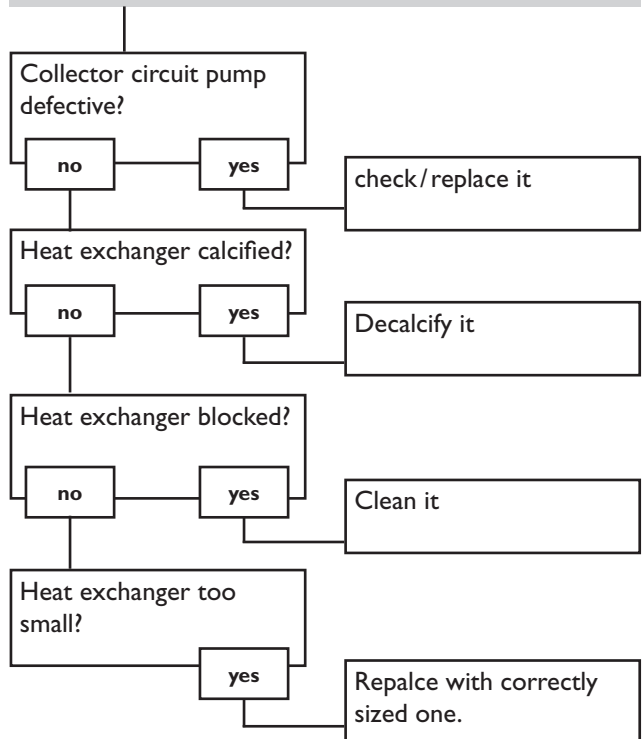 Collector circuit pump
defective?
no
yes
check/replace it
Heat exchanger calcified?
no
yes
Decalcify it
Heat exchanger blocked?
no
yes
Clean it
Heat exchanger too
small?
yes
Repalce with correctly
sized one.